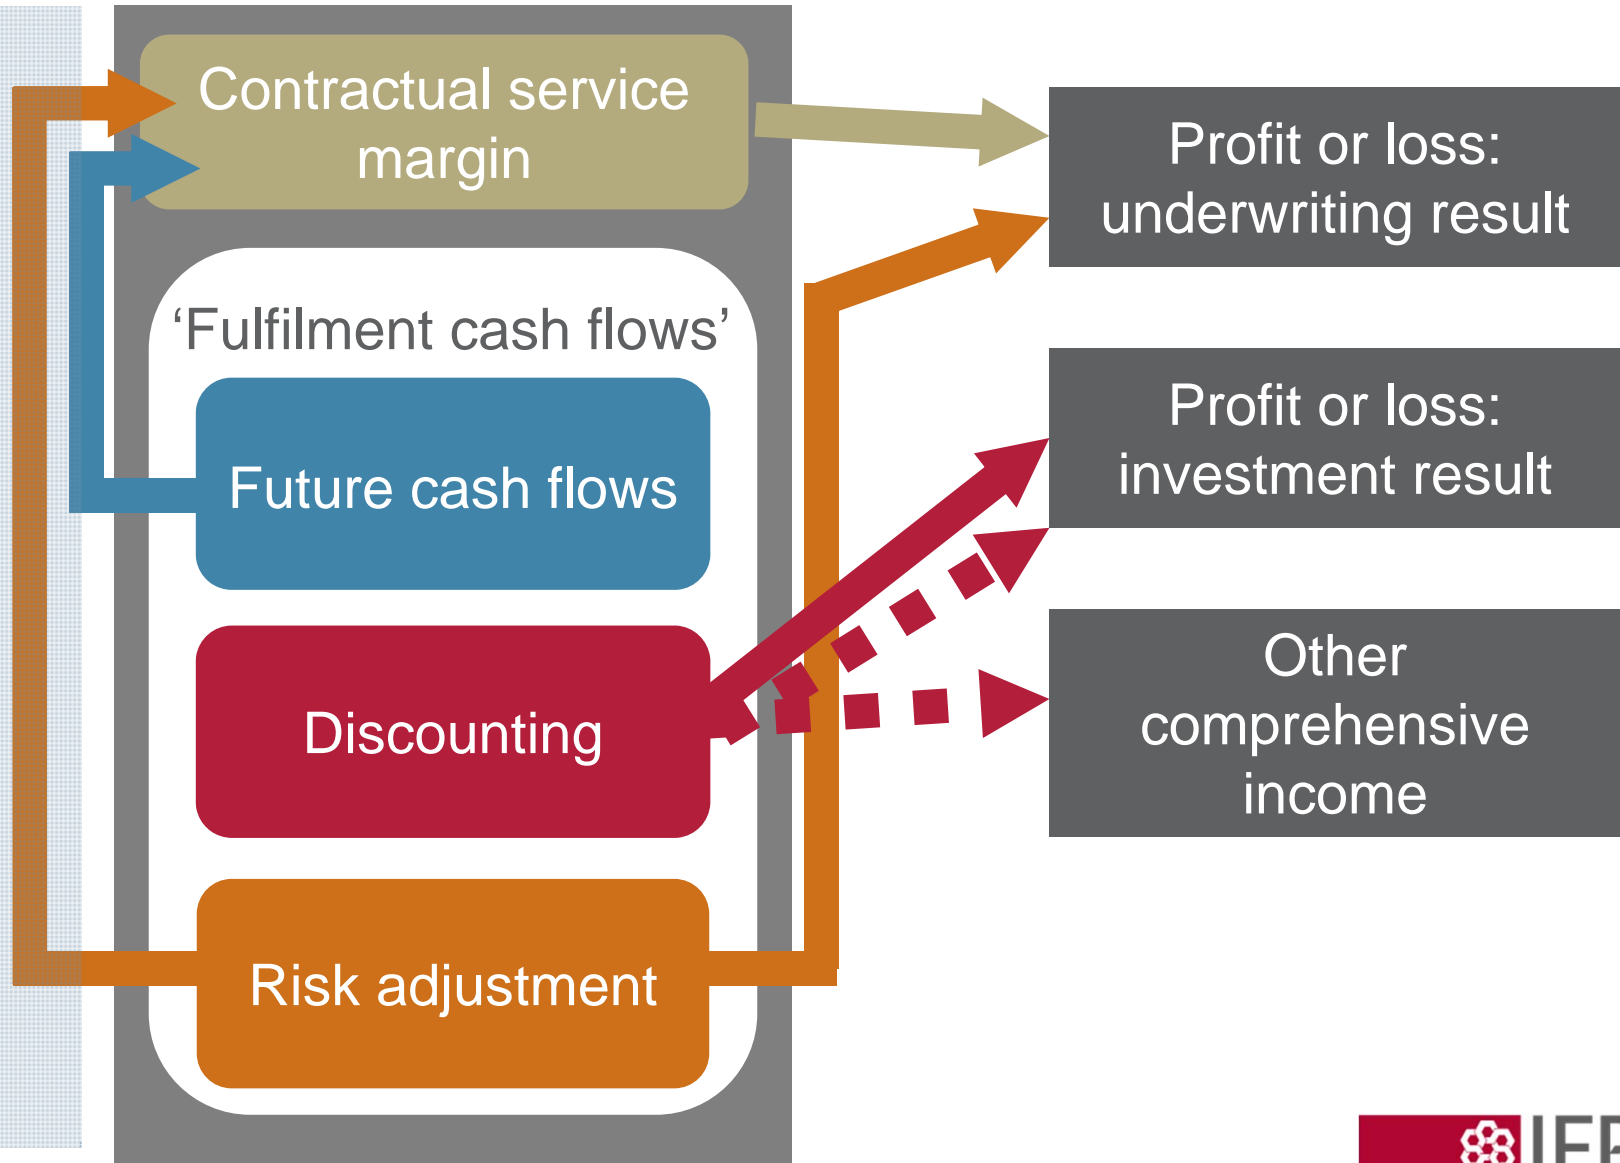 Contractual service
margin
Profit or loss:
underwriting result
‘Fulfilment cash flows’
Future cash flows
Profit or loss:
investment result
Discounting
Other
comprehensive
income
Risk adjustment